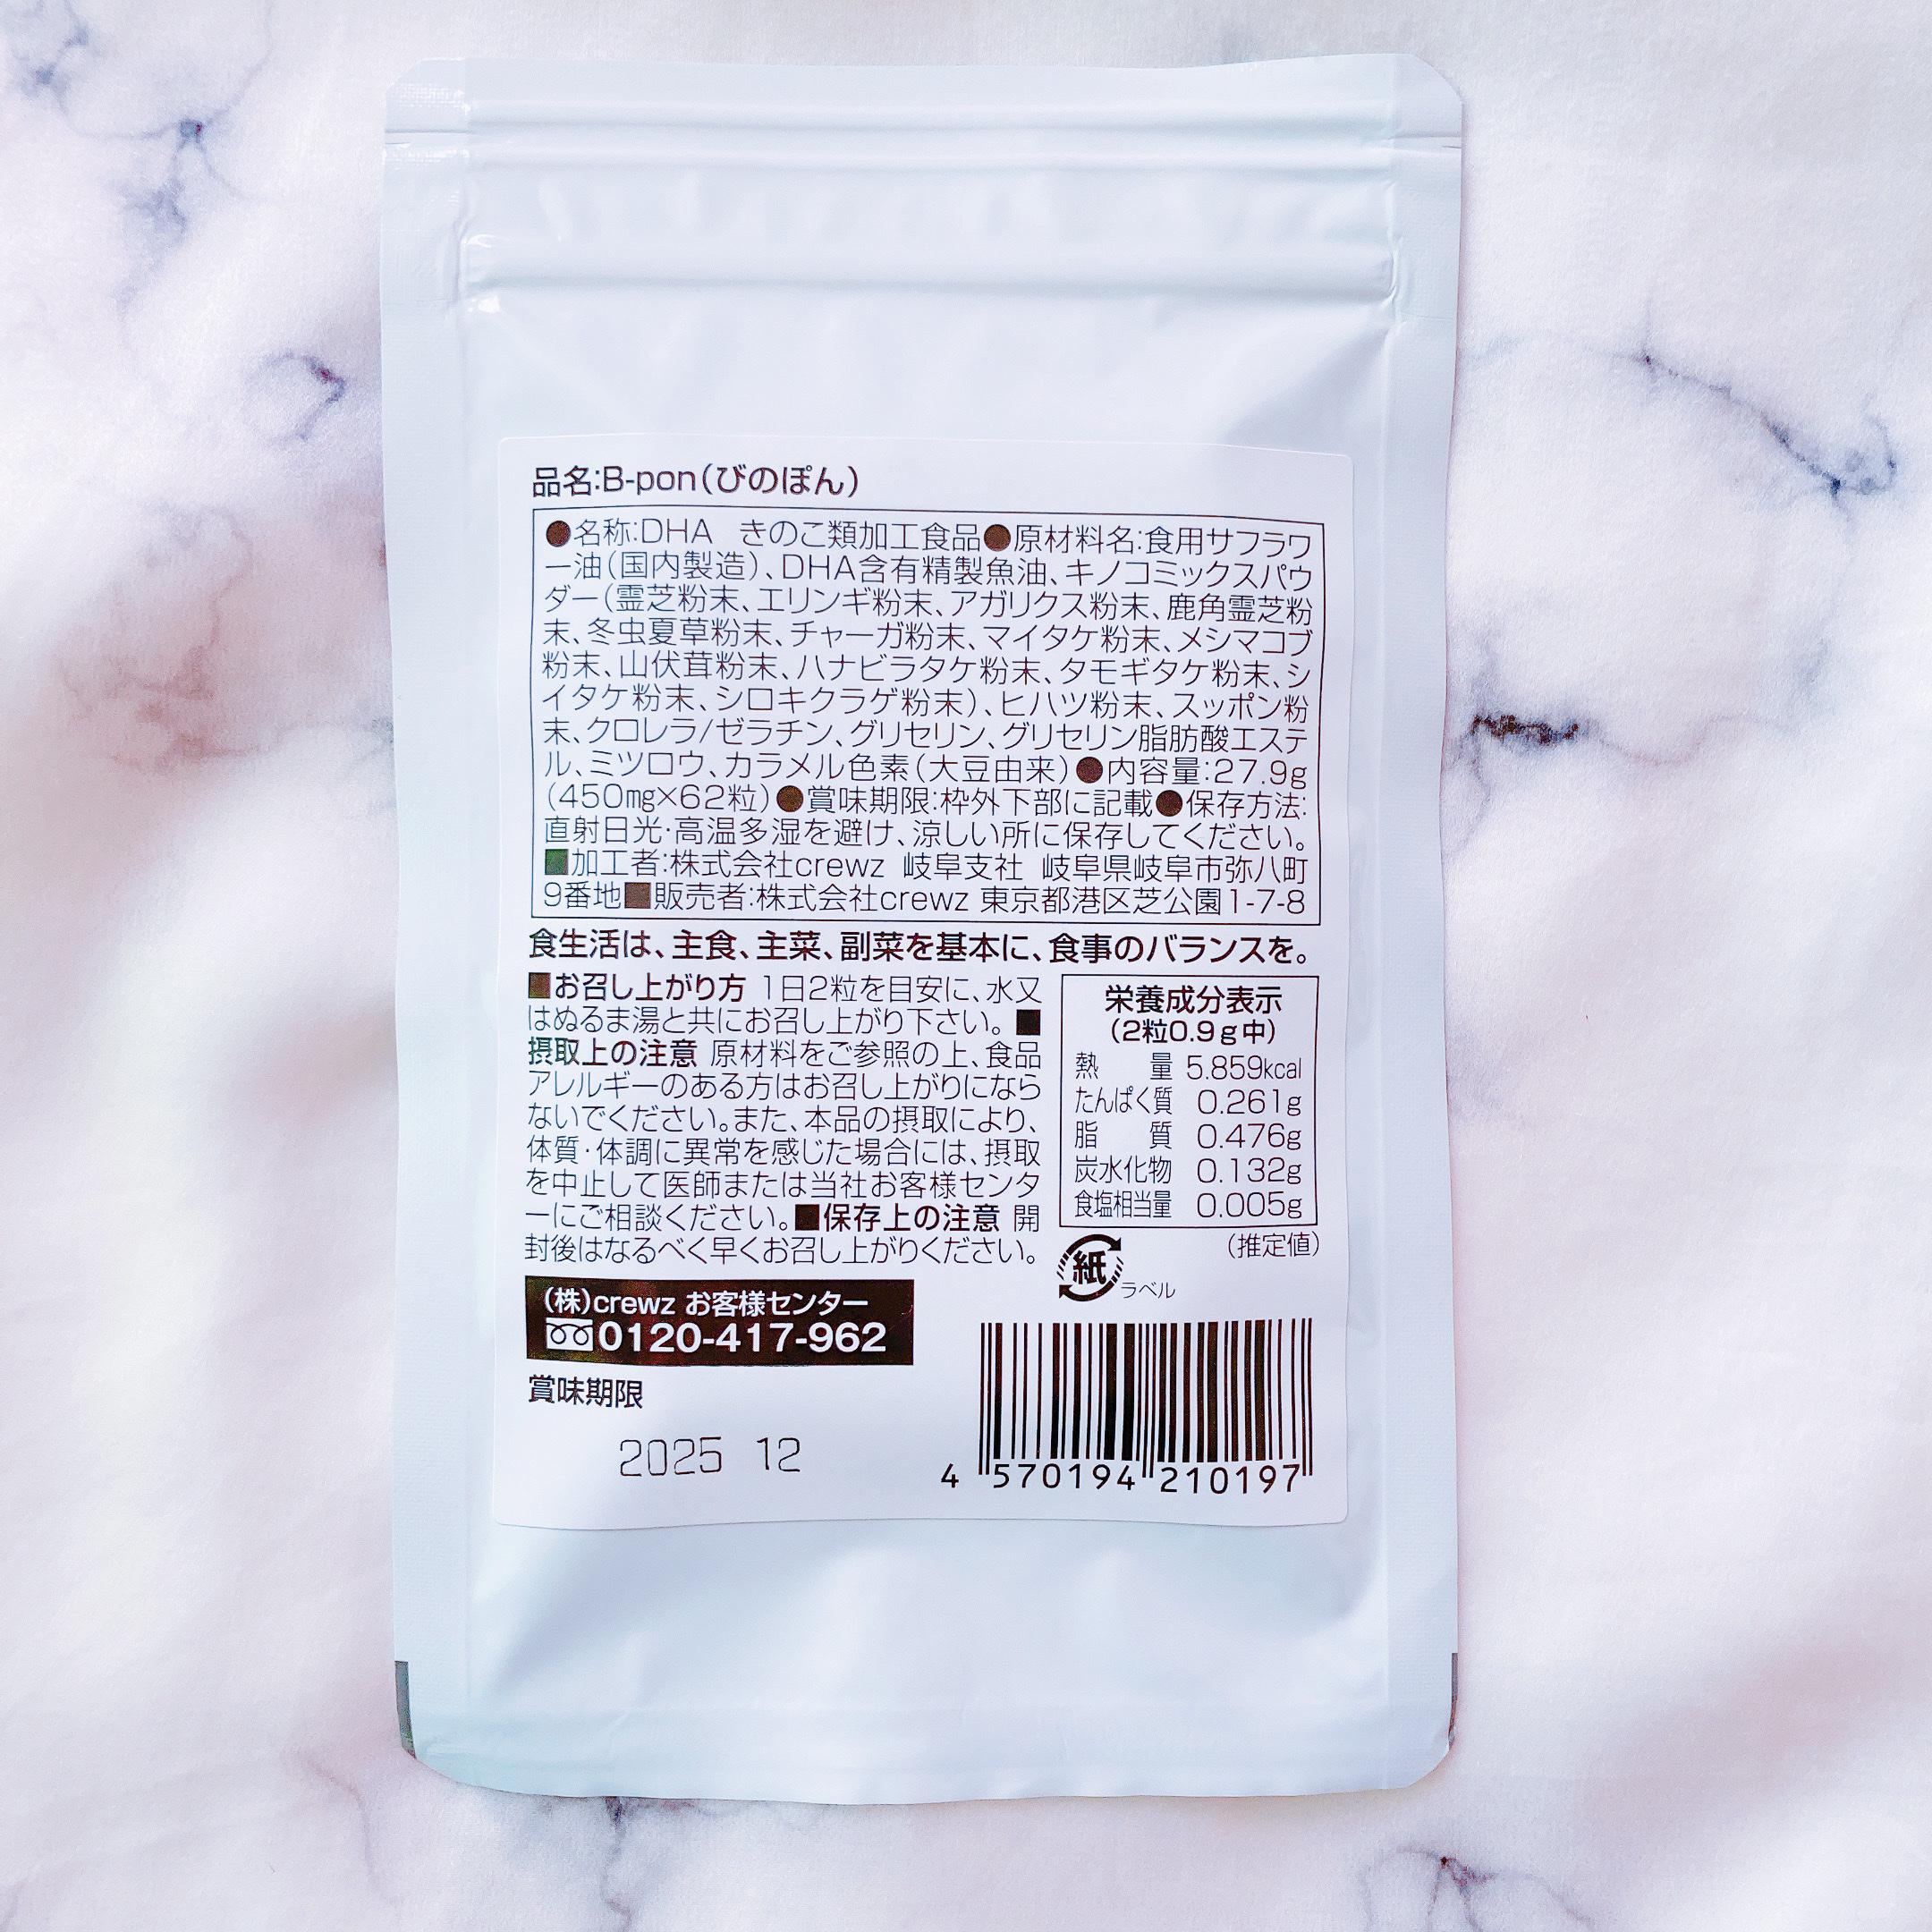 品名:B-pon(びのぽん)
●名称:DHA きのこ類加工食品●原材料名:食用サフラワ
ー油(国内製造)、DHA含有精製魚油、キノコミックスパウ
ダー(霊芝粉末、エリンギ粉末、アガリクス粉末、鹿角霊芝粉
末、冬虫夏草粉末、チャーガ粉末、マイタケ粉末、メシマコブ
粉末、山伏茸粉末、ハナビラタケ粉末、タモギタケ粉末、シ
イタケ粉末、シロキクラゲ粉末)、ヒハツ粉末、スッポン粉
末、クロレラ/ゼラチン、グリセリン、グリセリン脂肪酸エステ
ル、ミツロウ、カラメル色素(大豆由来)●内容量:27.9g
(450㎎×62粒)●賞味期限:枠外下部に記載●保存方法:
直射日光・高温多湿を避け、涼しい所に保存してください。
■加工者:株式会社crewz 岐阜支社 岐阜県岐阜市弥八町
9番地■販売者:株式会社crewz 東京都港区芝公園1-7-8
食生活は、主食、主菜、副菜を基本に、食事のバランスを。
■お召し上がり方 1日2粒を目安に、水又
はぬるま湯と共にお召し上がり下さい。■
摂取上の注意 原材料をご参照の上、食品
アレルギーのある方はお召し上がりになら
ないでください。また、本品の摂取により、
体質・体調に異常を感じた場合には、摂取
を中止して医師または当社お客様センタ
ーにご相談ください。■保存上の注意 開
封後はなるべく早くお召し上がりください。
栄養成分表示
(2粒0.9g中)
熱 量 5.859kcal
たんぱく質 0.261g
脂 質 0.476g
炭水化物 0.132g
食塩相当量 0.005g
(推定値)
紙
ラベル
(株)crewz お客様センター
0120-417-962
賞味期限
2025 12
4 570194 210197